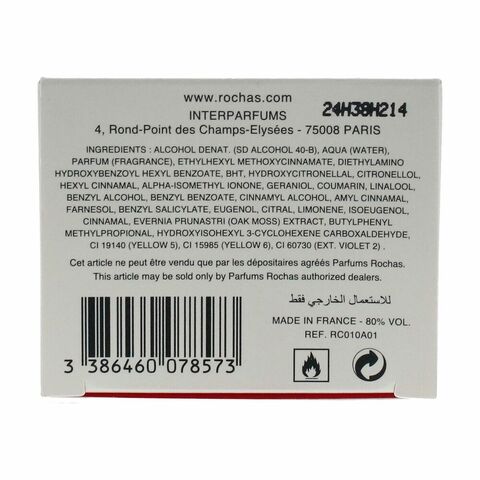 www.rochas.com
24H38H214
INTERPARFUMS
4, Rond-Point des Champs-Elysées - 75008 PARIS
INGREDIENTS : ALCOHOL DENAT. (SD ALCOHOL 40-B), AQUA (WATER),
PARFUM (FRAGRANCE), ETHYLHEXYL METHOXYCINNAMATE, DIETHYLAMINO
HYDROXYBENZOYL HEXYL BENZOATE, BHT, HYDROXYCITRONELLAL, CITRONELLOL,
HEXYL CINNAMAL, ALPHA-ISOMETHYL IONONE, GERANIOL, COUMARIN, LINALOOL,
BENZYL ALCOHOL, BENZYL BENZOATE, CINNAMYL ALCOHOL, AMYL CINNAMAL,
FARNESOL, BENZYL SALICYLATE, EUGENOL, CITRAL, LIMONENE, ISOEUGENOL,
CINNAMAL, EVERNIA PRUNASTRI (OAK MOSS) EXTRACT, BUTYLPHENYL
METHYLPROPIONAL, HYDROXYISOHEXYL 3-CYCLOHEXENE CARBOXALDEHYDE,
CI 19140 (YELLOW 5), CI 15985 (YELLOW 6), CI 60730 (EXT. VIOLET 2) .
Cet article ne peut être vendu que par les dépositaires agréés Parfums Rochas.
This article may be sold only by Parfums Rochas authorized dealers.
للاستعمال الخارجي فقط
MADE IN FRANCE - 80% VOL.
REF. RC010A01
3 386460 078573